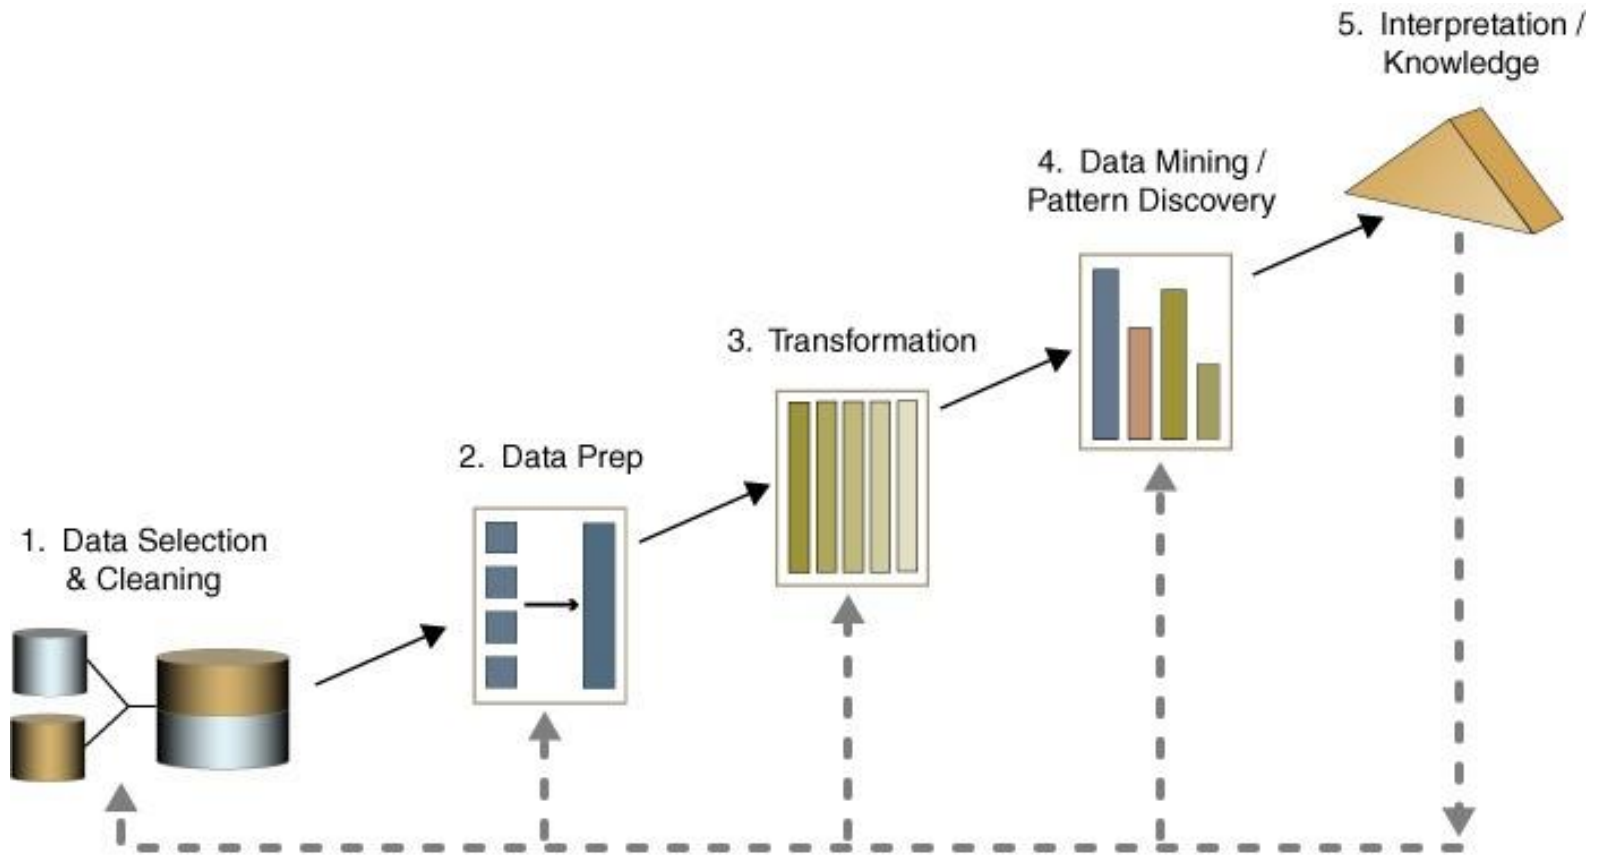 1. Data Selection
& Cleaning
2. Data Prep
3. Transformation
4. Data Mining /
Pattern Discovery
5. Interpretation /
Knowledge